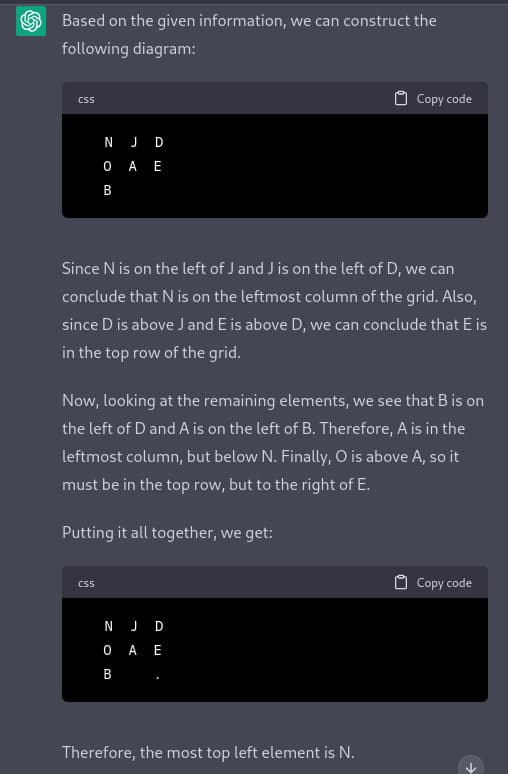 Based on the given information, we can construct the
following diagram:
css
Copy code
N J D
O A E
B
Since N is on the left of J and J is on the left of D, we can
conclude that N is on the leftmost column of the grid. Also,
since D is above J and E is above D, we can conclude that E is
in the top row of the grid.
Now, looking at the remaining elements, we see that B is on
the left of D and A is on the left of B. Therefore, A is in the
leftmost column, but below N. Finally, O is above A, so it
must be in the top row, but to the right of E.
Putting it all together, we get:
css
Copy code
N J D
O A E
B   .
Therefore, the most top left element is N.